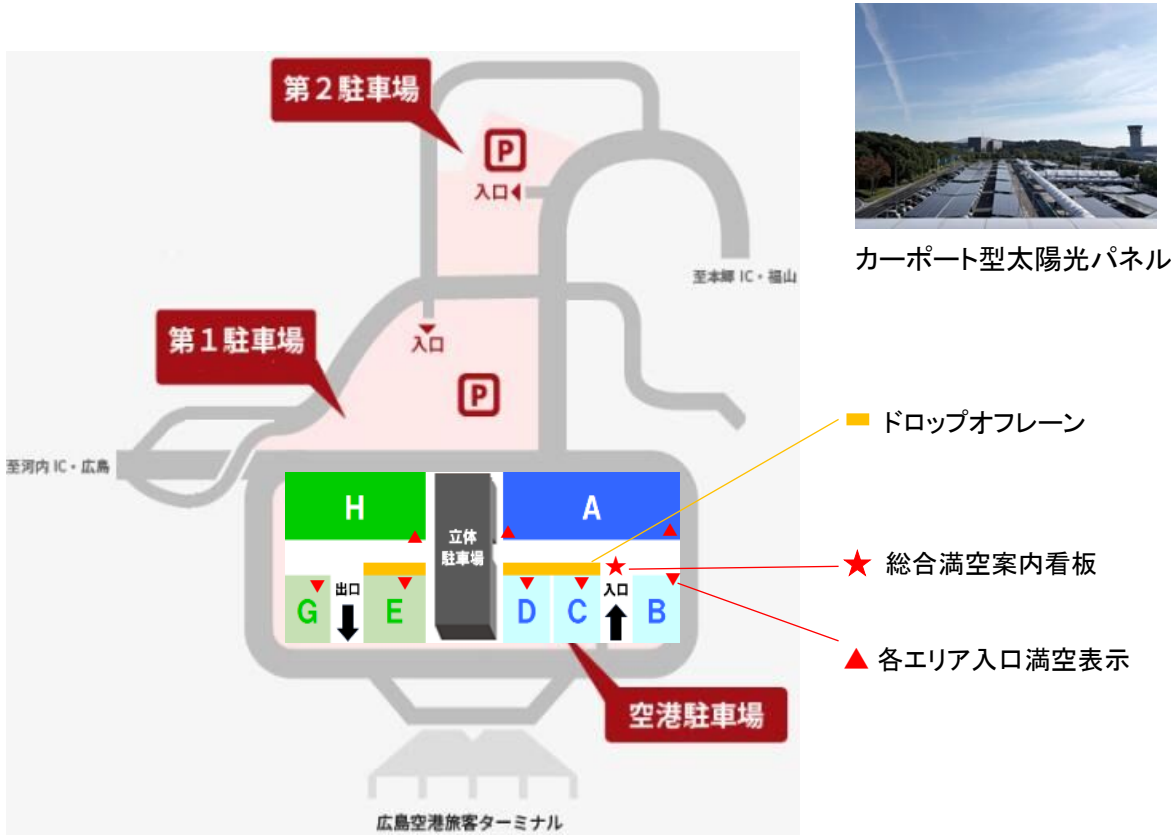 第2駐車場
P
入口
至本郷 IC・福山
カーポート型太陽光パネル
第1駐車場
入口
P
ドロップオフレーン
至河内 IC・広島
H
立体
駐車場
A
総合満空案内看板
G
出口
E
D
C
入口
B
各エリア入口満空表示
空港駐車場
広島空港旅客ターミナル